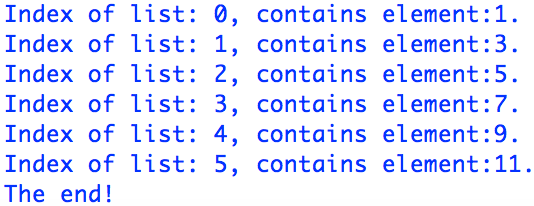 Index of list: 0, contains element:1.
Index of list: 1, contains element:3.
Index of list: 2, contains element:5.
Index of list: 3, contains element:7.
Index of list: 4, contains element:9.
Index of list: 5, contains element:11.
The end!